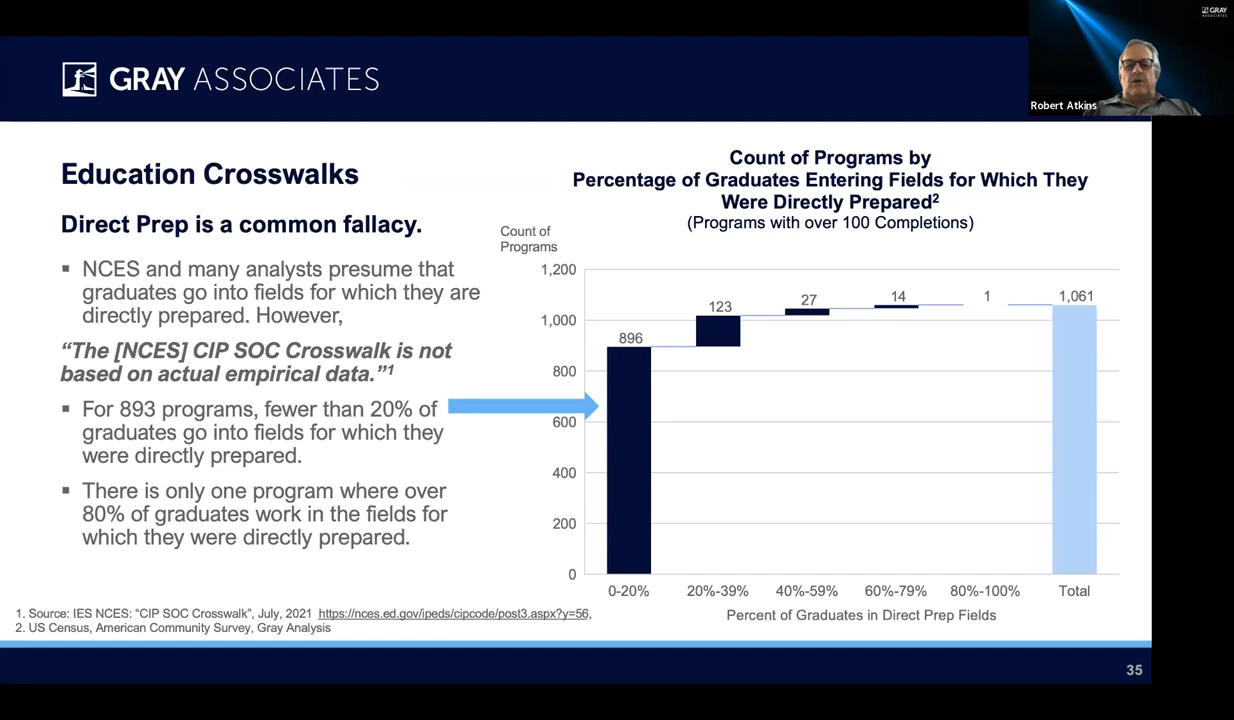 GRAY ASSOCIATES
GRAY
ASSOCIATES
Robert Atkins
Education Crosswalks
Direct Prep is a common fallacy.
▪ NCES and many analysts presume that
graduates go into fields for which they are
directly prepared. However,
“The [NCES] CIP SOC Crosswalk is not
based on actual empirical data.”1
▪ For 893 programs, fewer than 20% of
graduates go into fields for which they
were directly prepared.
▪ There is only one program where over
80% of graduates work in the fields for
which they were directly prepared.
Count of Programs by
Percentage of Graduates Entering Fields for Which They
Were Directly Prepared2
(Programs with over 100 Completions)
Count of
Programs
1,200
1,000
800
600
400
200
0
896
123
27
14
1
1,061
0-20%
20%-39%
40%-59%
60%-79%
80%-100%
Total
Percent of Graduates in Direct Prep Fields
1. Source: IES NCES: “CIP SOC Crosswalk”, July, 2021 https://nces.ed.gov/ipeds/cipcode/post3.aspx?y=56,
2. US Census, American Community Survey, Gray Analysis
35